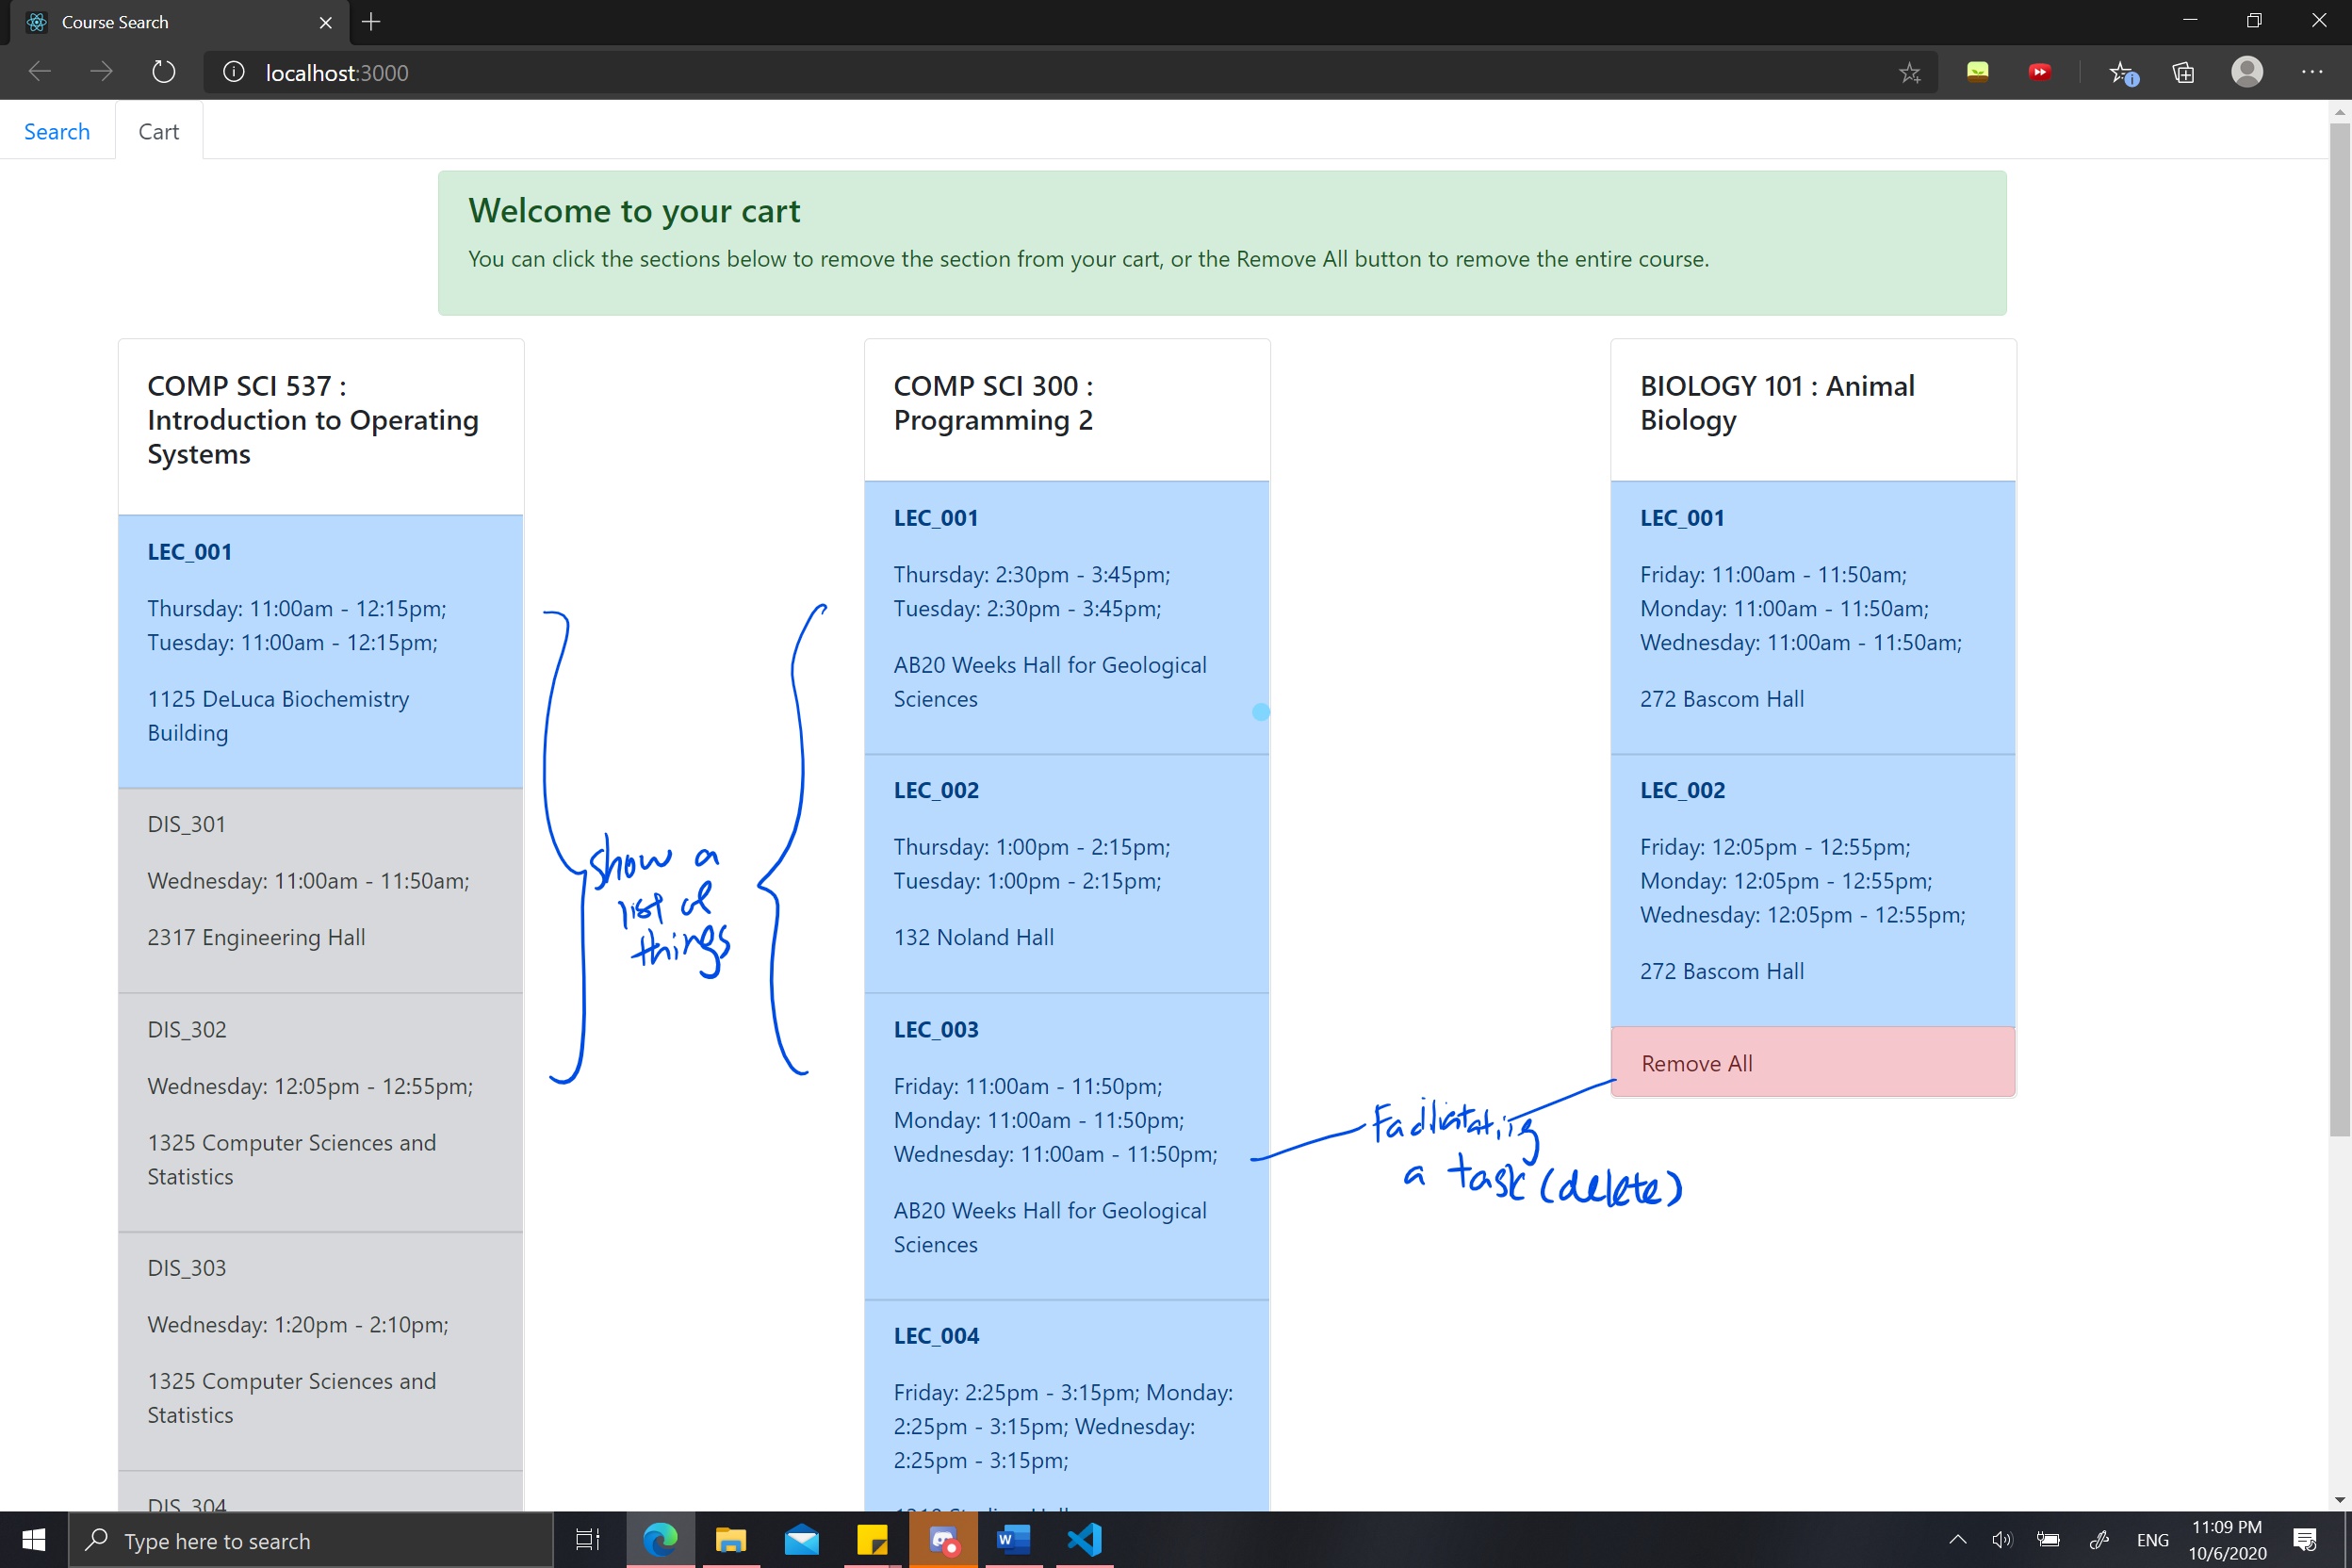 Course Search
localhost:3000
Search
Cart
Welcome to your cart
You can click the sections below to remove the section from your cart, or the Remove All button to remove the entire course.
COMP SCI 537 :
Introduction to Operating
Systems
LEC_001
Thursday: 11:00am - 12:15pm;
Tuesday: 11:00am - 12:15pm;
1125 DeLuca Biochemistry
Building
DIS_301
Wednesday: 11:00am - 11:50am;
2317 Engineering Hall
DIS_302
Wednesday: 12:05pm - 12:55pm;
1325 Computer Sciences and
Statistics
DIS_303
Wednesday: 1:20pm - 2:10pm;
1325 Computer Sciences and
Statistics
DIS_304
show a
list of
things
COMP SCI 300 :
Programming 2
LEC_001
Thursday: 2:30pm - 3:45pm;
Tuesday: 2:30pm - 3:45pm;
AB20 Weeks Hall for Geological
Sciences
LEC_002
Thursday: 1:00pm - 2:15pm;
Tuesday: 1:00pm - 2:15pm;
132 Noland Hall
LEC_003
Friday: 11:00am - 11:50pm;
Monday: 11:00am - 11:50pm;
Wednesday: 11:00am - 11:50pm;
AB20 Weeks Hall for Geological
Sciences
LEC_004
Friday: 2:25pm - 3:15pm; Monday:
2:25pm - 3:15pm; Wednesday:
2:25pm - 3:15pm;
BIOLOGY 101 : Animal
Biology
LEC_001
Friday: 11:00am - 11:50am;
Monday: 11:00am - 11:50am;
Wednesday: 11:00am - 11:50am;
272 Bascom Hall
LEC_002
Friday: 12:05pm - 12:55pm;
Monday: 12:05pm - 12:55pm;
Wednesday: 12:05pm - 12:55pm;
272 Bascom Hall
Remove All
a task (delete)
Type here to search
ENG
11:09 PM
10/6/2020